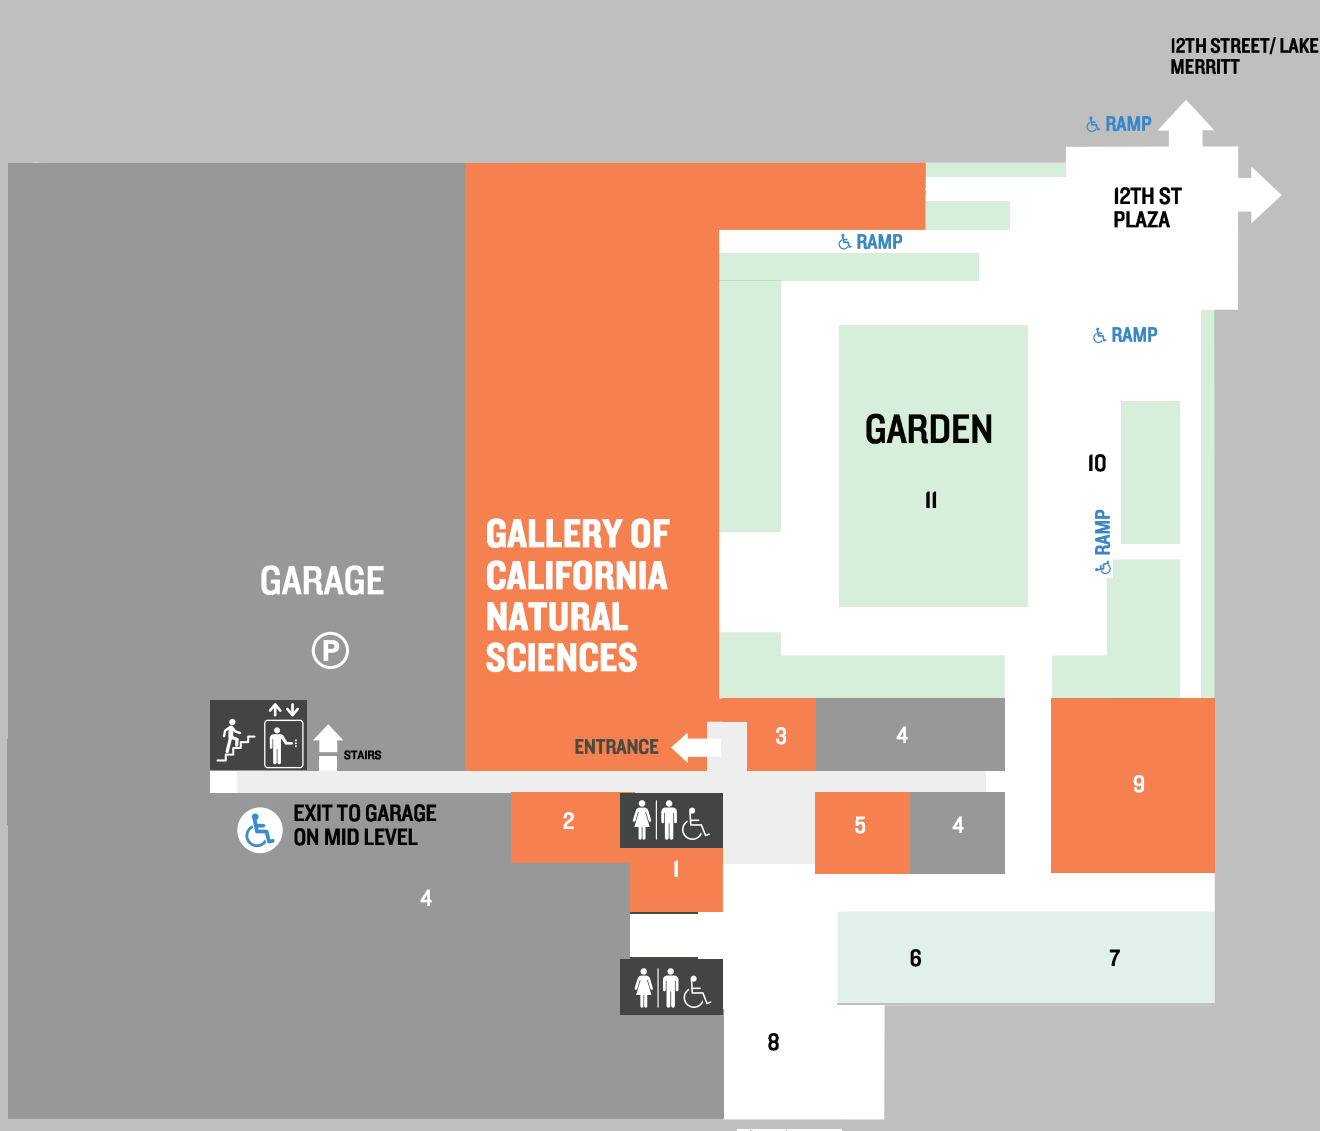 12TH STREET/ LAKE
MERRITT
RAMP
12TH ST
PLAZA
RAMP
RAMP
GARDEN
10
11
RAMP
GALLERY OF
CALIFORNIA
NATURAL
SCIENCES
GARAGE
P
3
4
ENTRANCE
STAIRS
9
EXIT TO GARAGE
ON MID LEVEL
2
5
4
1
4
6
7
8